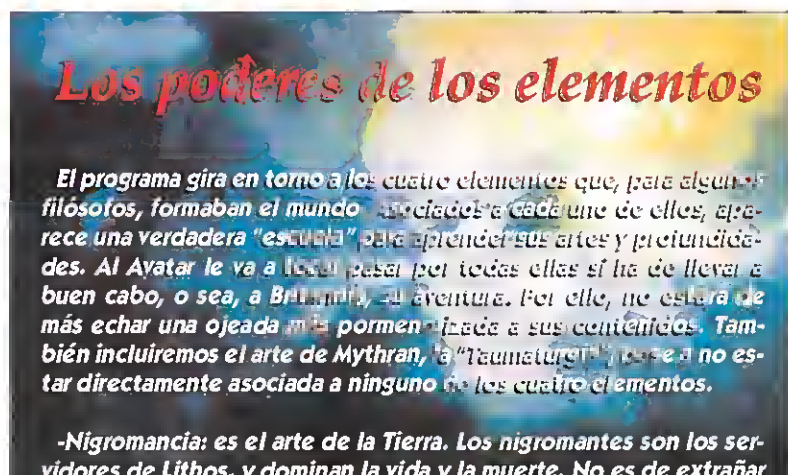 Los poderes de los elementos
El programa gira en torno a los cuatro elementos que, para algunos
filósofos, formaban el mundo. Asociados a cada uno de ellos, apa-
rece una verdadera "escuela" para aprender sus artes y profundida-
des. Al Avatar le va a tocar pasar por todas ellas sí ha de llevar a
buen cabo, o sea, a Britannia, su aventura. Por ello, no estará de
más echar una ojeada más pormenorizada a sus contenidos. Tam-
bién incluiremos el arte de Mythran, la "Taumaturgia", pese a no es-
tar directamente asociada a ninguno de los cuatro elementos.
-Nigromancia: es el arte de la Tierra. Los nigromantes son los ser-
vidores de Lithos, y dominan la vida y la muerte. No es de extrañar